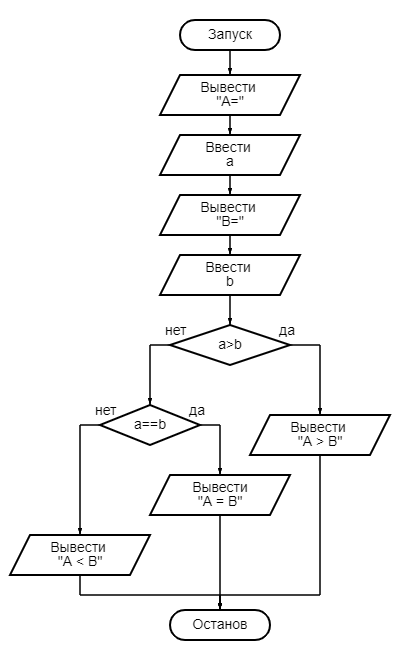 Запуск
Вывести
"A="
Ввести
a
Вывести
"B="
Ввести
b
нет
да
a>b
нет
да
a==b
Вывести
"A > B"
Вывести
"A = B"
Вывести
"A < B"
Останов